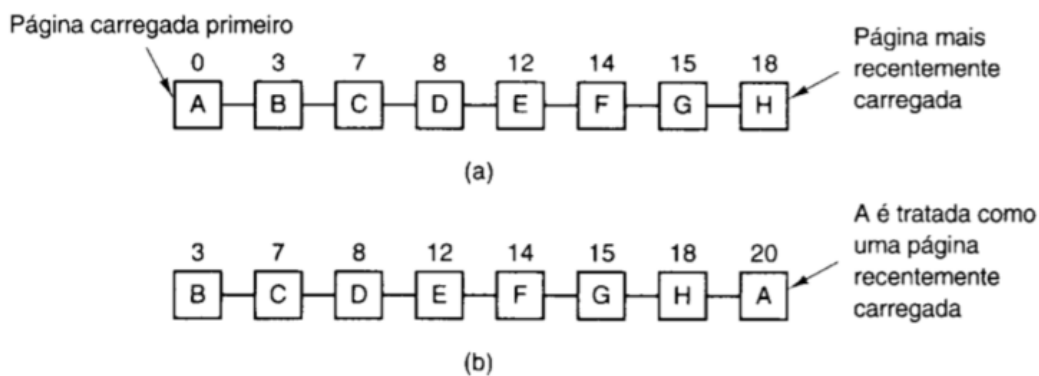 Página carregada primeiro
Página mais
recentemente
carregada
0 3 7 8 12 14 15 18
A B C D E F G H
(a)
A é tratada como
uma página
recentemente
carregada
3 7 8 12 14 15 18 20
B C D E F G H A
(b)